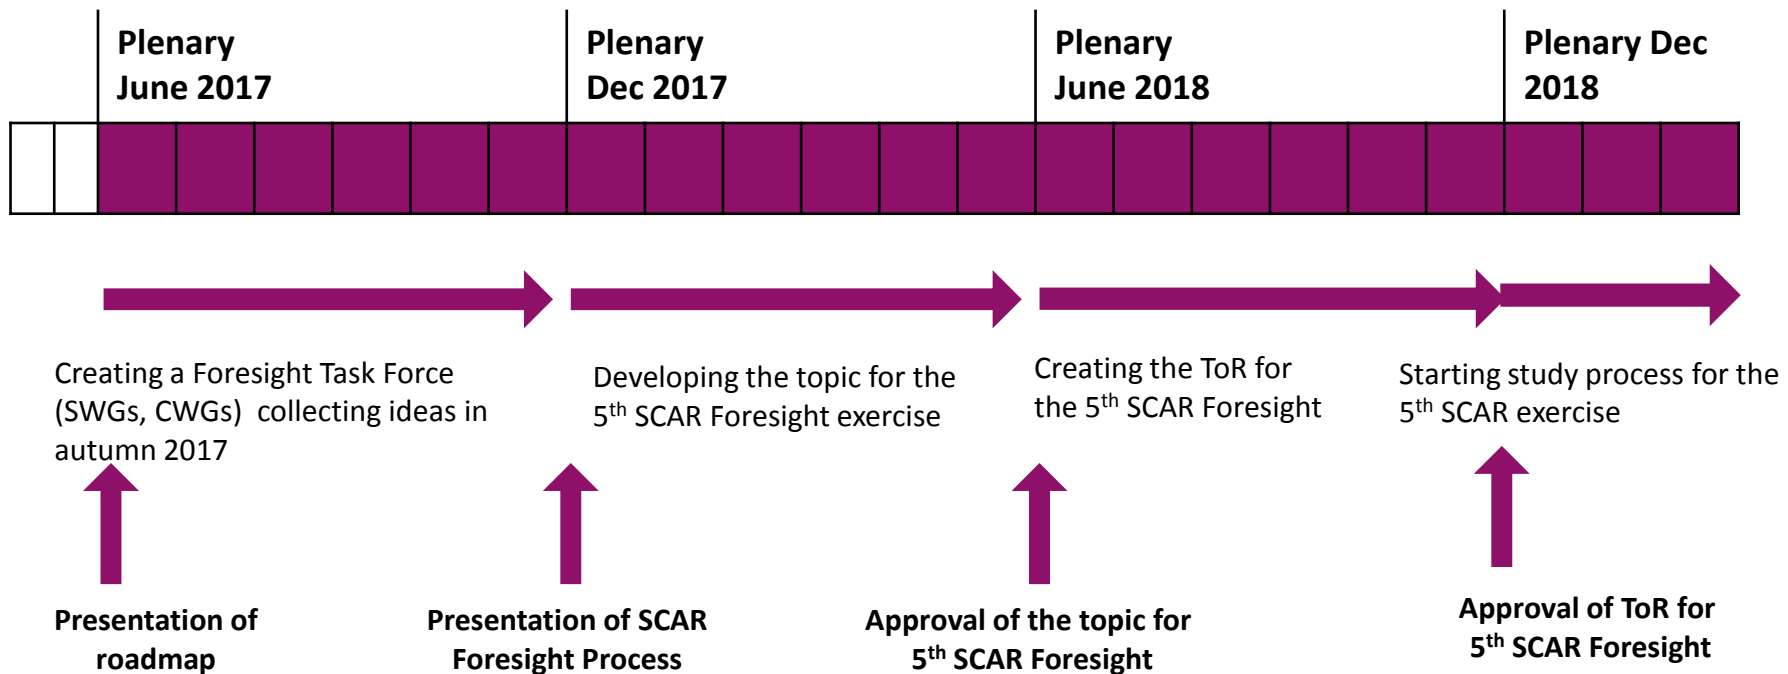 Plenary
June 2017
Plenary
Dec 2017
Plenary
June 2018
Plenary Dec
2018
Creating a Foresight Task Force
(SWGs, CWGs) collecting ideas in
autumn 2017
Developing the topic for the
5th SCAR Foresight exercise
Creating the ToR for
the 5th SCAR Foresight
Starting study process for the
5th SCAR exercise
Presentation of
roadmap
Presentation of SCAR
Foresight Process
Approval of the topic for
5th SCAR Foresight
Approval of ToR for
5th SCAR Foresight